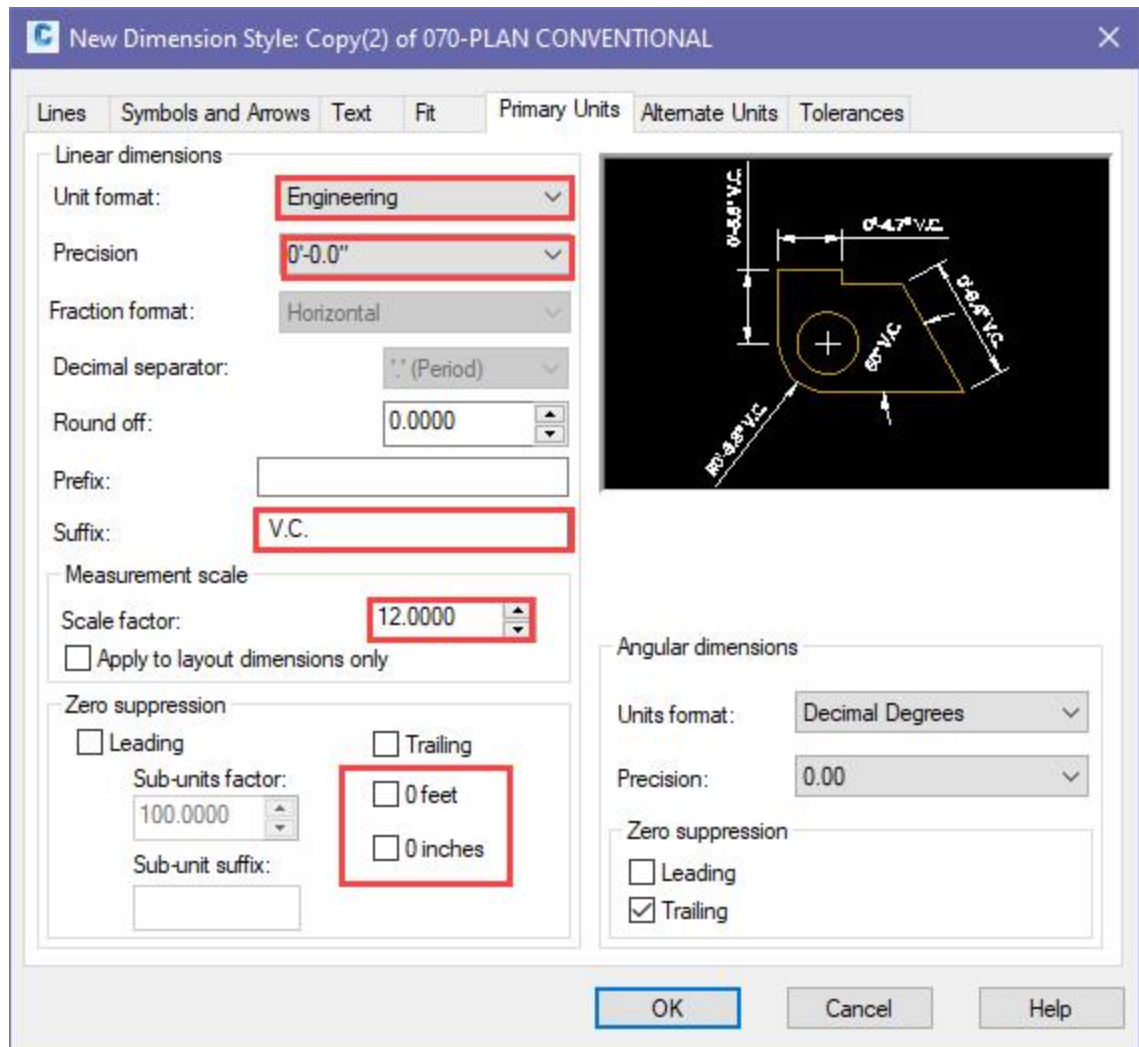 C New Dimension Style: Copy(2) of 070-PLAN CONVENTIONAL
Lines Symbols and Arrows Text Fit Primary Units Alternate Units Tolerances
Linear dimensions
Unit format: Engineering
Precision 0'-0.0"
Fraction format: Horizontal
Decimal separator: '.' (Period)
Round off: 0.0000
Prefix:
Suffix: V.C.
Measurement scale
Scale factor: 12.0000
Apply to layout dimensions only
Zero suppression
Leading
Trailing
Sub-units factor:
100.0000
0 feet
0 inches
Sub-unit suffix:
0'-4.7" V.C.
60° V.C.
Angular dimensions
Units format: Decimal Degrees
Precision: 0.00
Zero suppression
Leading
Trailing
OK Cancel Help